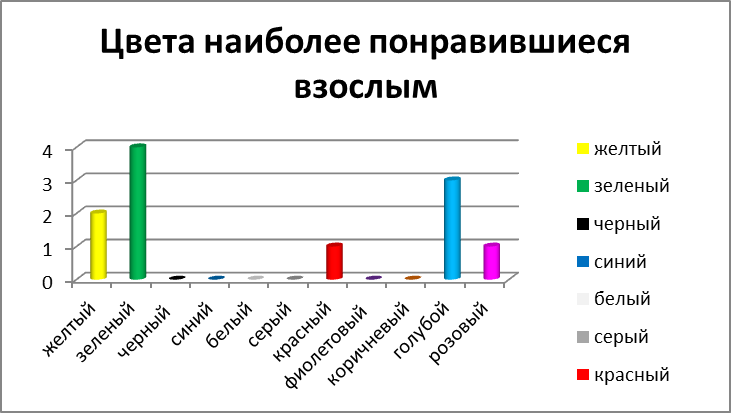 Цвета наиболее понравившиеся
взослым
4
3
2
1
0
желтый
зеленый
черный
синий
белый
серый
красный
фиолетовый
коричневый
голубой
розовый
желтый
зеленый
черный
синий
белый
серый
красный